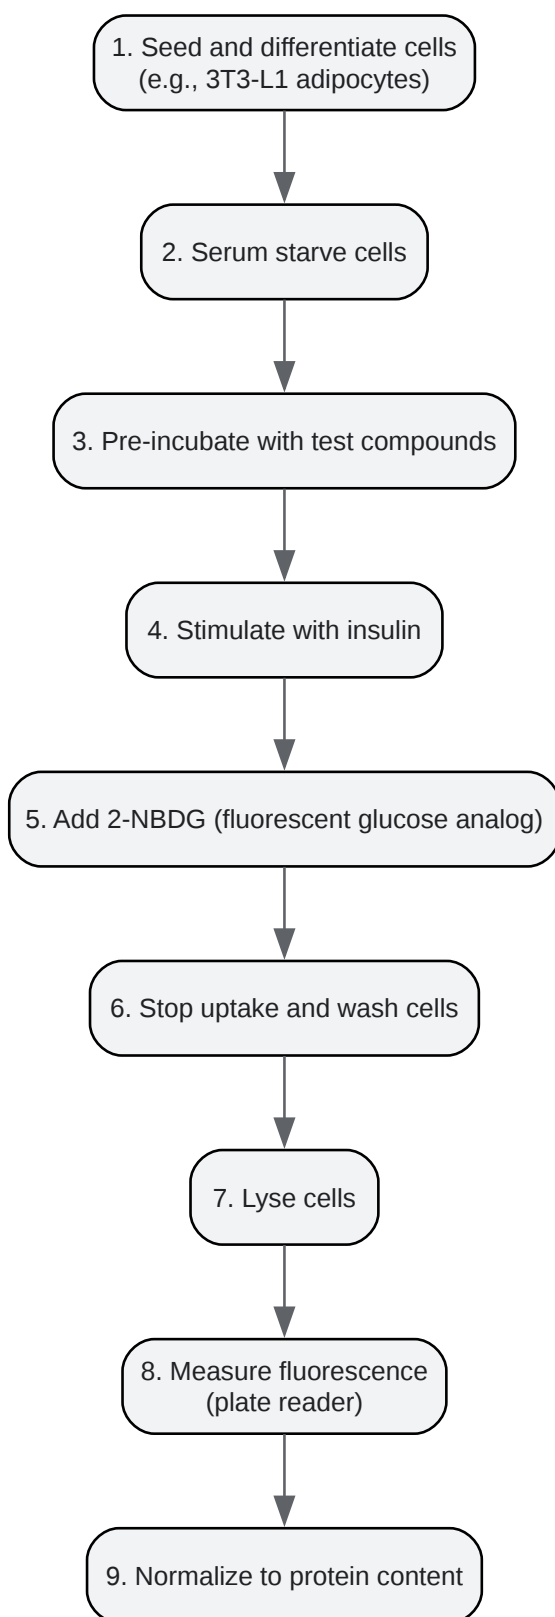 1. Seed and differentiate cells
(e.g., 3T3-L1 adipocytes)
2. Serum starve cells
3. Pre-incubate with test compounds
4. Stimulate with insulin
5. Add 2-NBDG (fluorescent glucose analog)
6. Stop uptake and wash cells
7. Lyse cells
8. Measure fluorescence
(plate reader)
9. Normalize to protein content